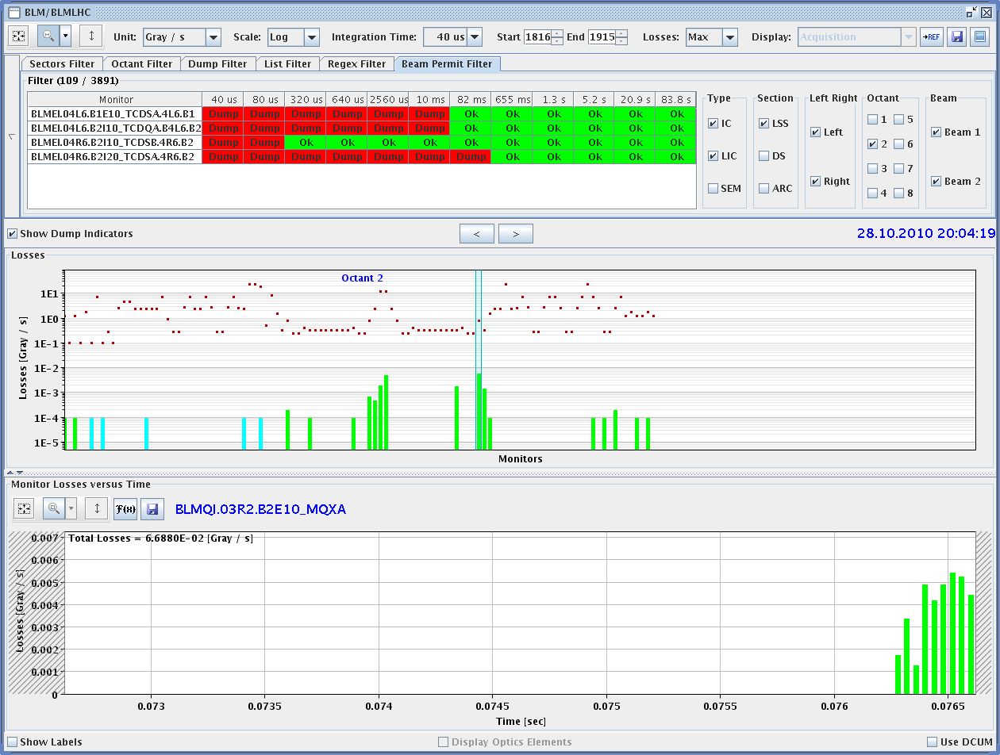 BLM/BLMLHC
Unit: Gray / s Scale: Log Integration Time: 40 us Start 1816 End 1915 Losses: Max Display: Acquisition →REF
Sectors Filter Octant Filter Dump Filter List Filter Regex Filter Beam Permit Filter
Filter (109 / 3891)
Monitor 40 us 80 us 320 us 640 us 2560 us 10 ms 82 ms 655 ms 1.3 s 5.2 s 20.9 s 83.8 s
BLMEI.04L6.B1E10_TCDSA.4L6.B1 Dump Dump Dump Dump Dump Dump Ok Ok Ok Ok Ok Ok
BLMEI.04L6.B2I10_TCDQA.B4L6.B2 Dump Dump Dump Dump Dump Dump Ok Ok Ok Ok Ok Ok
BLMEI.04R6.B2I10_TCDSB.4R6.B2 Dump Dump Ok Ok Ok Ok Ok Ok Ok Ok Ok Ok
BLMEI.04R6.B2I20_TCDSA.4R6.B2 Dump Dump Dump Dump Dump Dump Dump Ok Ok Ok Ok Ok
Type
IC
LIC
SEM
Section
LSS
DS
ARC
Left Right
Left
Right
Octant
1 5
2 6
3 7
4 8
Beam
Beam 1
Beam 2
Show Dump Indicators < > 28.10.2010 20:04:19
Losses
Octant 2
Losses [Gray / s]
1E1
1E0
1E-1
1E-2
1E-3
1E-4
1E-5
Monitors
Monitor Losses versus Time
F(x) BLMQI.03R2.B2E10_MQXA
Total Losses = 6.6880E-02 [Gray / s]
Losses [Gray / s]
0.007
0.006
0.005
0.004
0.003
0.002
0.001
0
0.073 0.0735 0.074 0.0745 0.075 0.0755 0.076 0.0765
Time [sec]
Show Labels Display Optics Elements Use DCUM